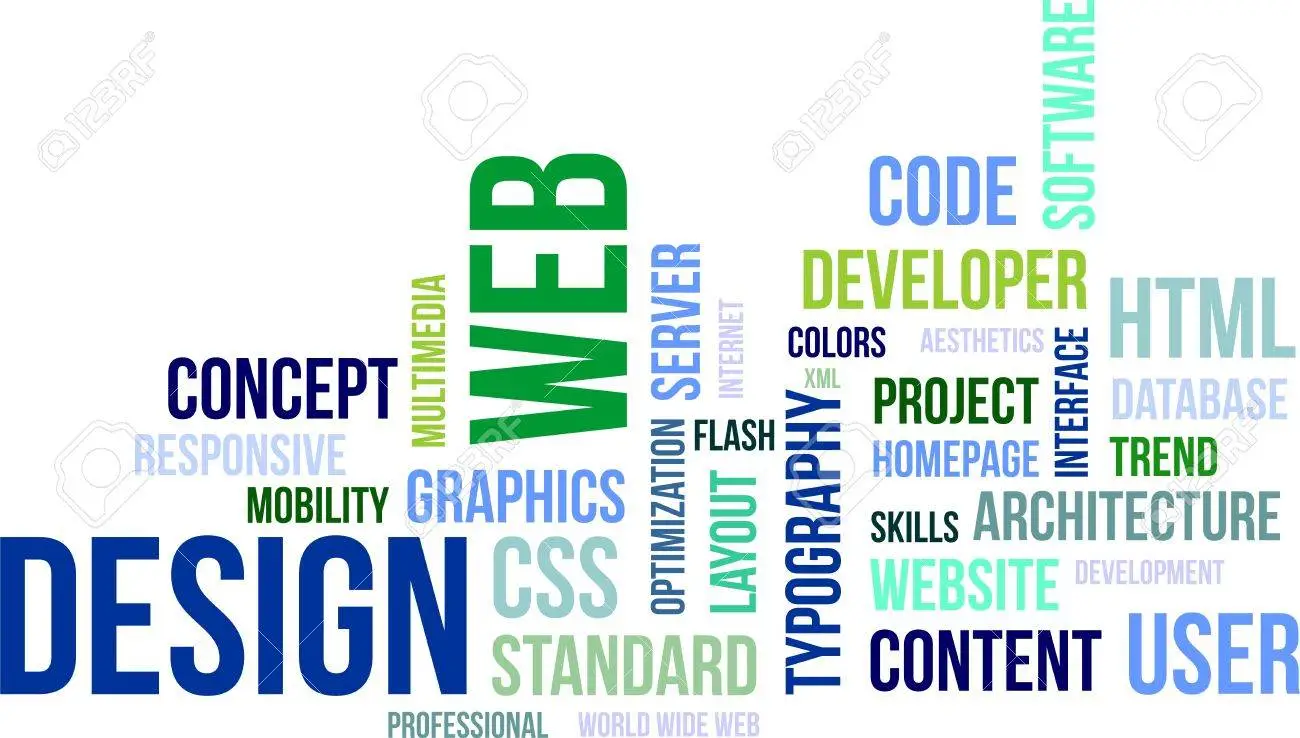 SOFTWARE
CODE
WEB
DEVELOPER
SERVER
MULTIMEDIA
INTERNET
HTML
COLORS
AESTHETICS
INTERFACE
CONCEPT
XML
PROJECT
DATABASE
RESPONSIVE
FLASH
TYPOGRAPHY
HOMEPAGE
TREND
OPTIMIZATION
MOBILITY
GRAPHICS
LAYOUT
SKILLS
ARCHITECTURE
DESIGN
CSS
WEBSITE
DEVELOPMENT
STANDARD
CONTENT
USER
PROFESSIONAL
WORLD WIDE WEB
123RF
123RF